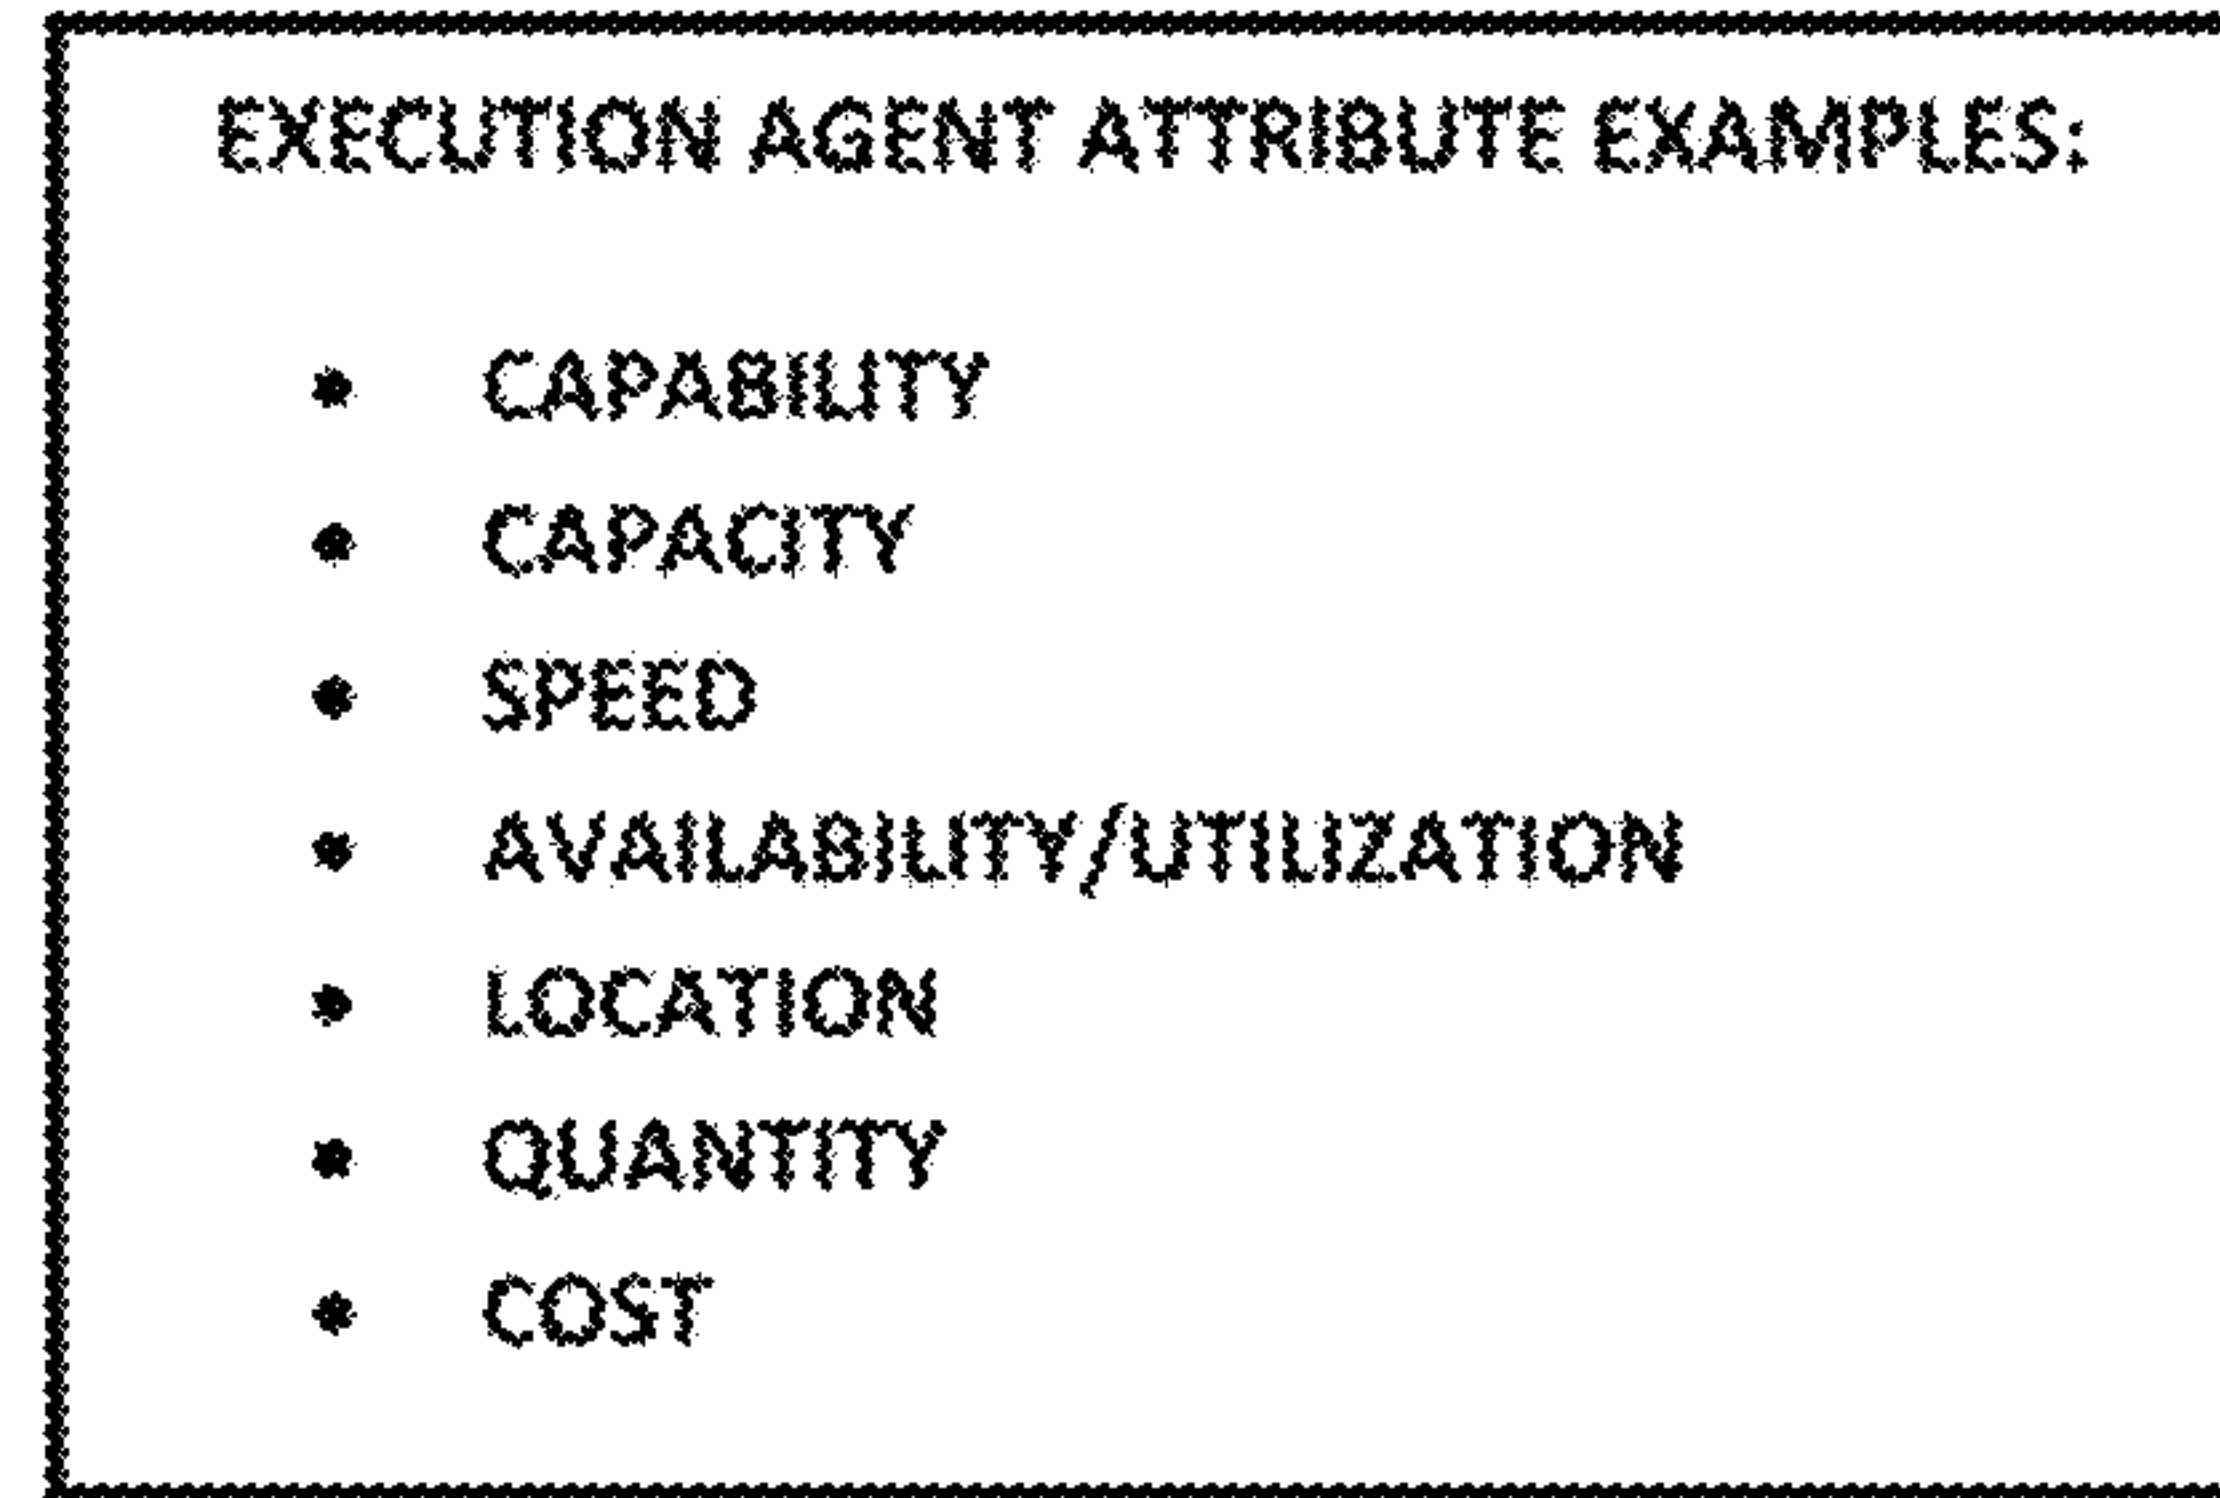 EXECUTION AGENT ATTRIBUTE EXAMPLES:
• CAPABILITY
• CAPACITY
• SPEED
• AVAILABILITY/UTILIZATION
• LOCATION
• QUANTITY
• COST